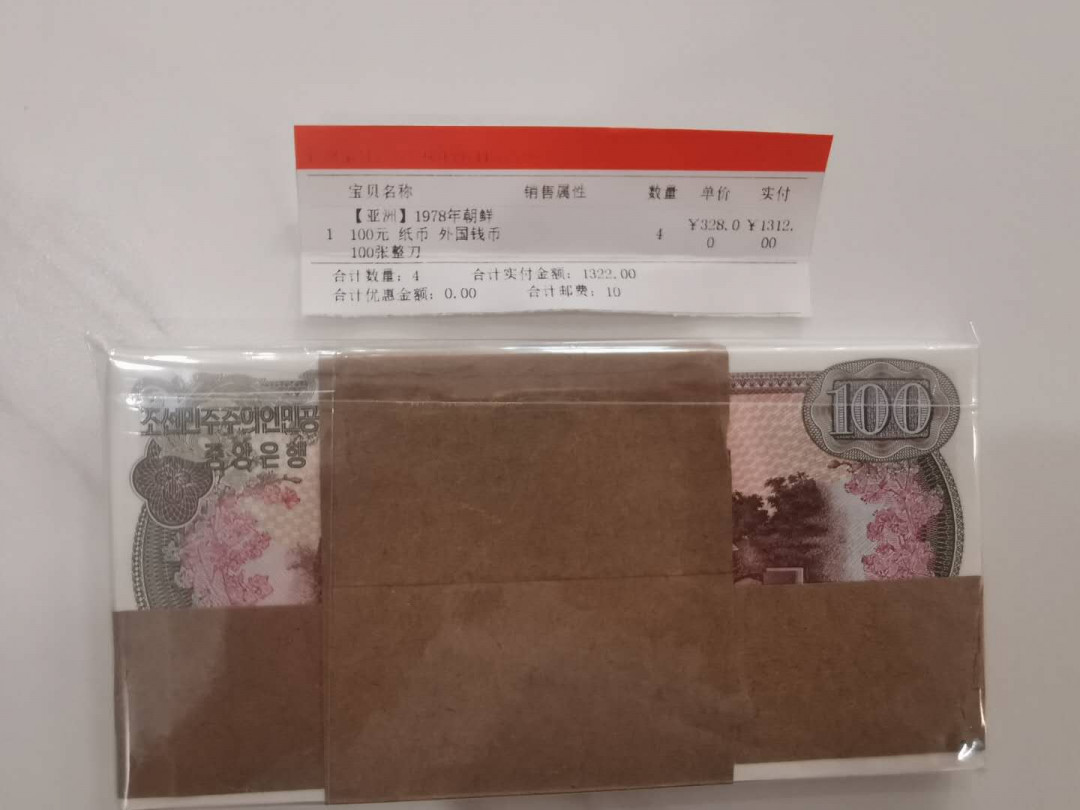 宝贝名称 销售属性 数量 单价 实付
【亚洲】1978年朝鲜
1 100元 纸币 外国钱币 4 ¥328.0 ¥1312.
0 00
100张整刀
合计数量: 4 合计实付金额: 1322.00
合计优惠金额: 0.00 合计邮费: 10
조선민주주의인민공
중앙은행
100